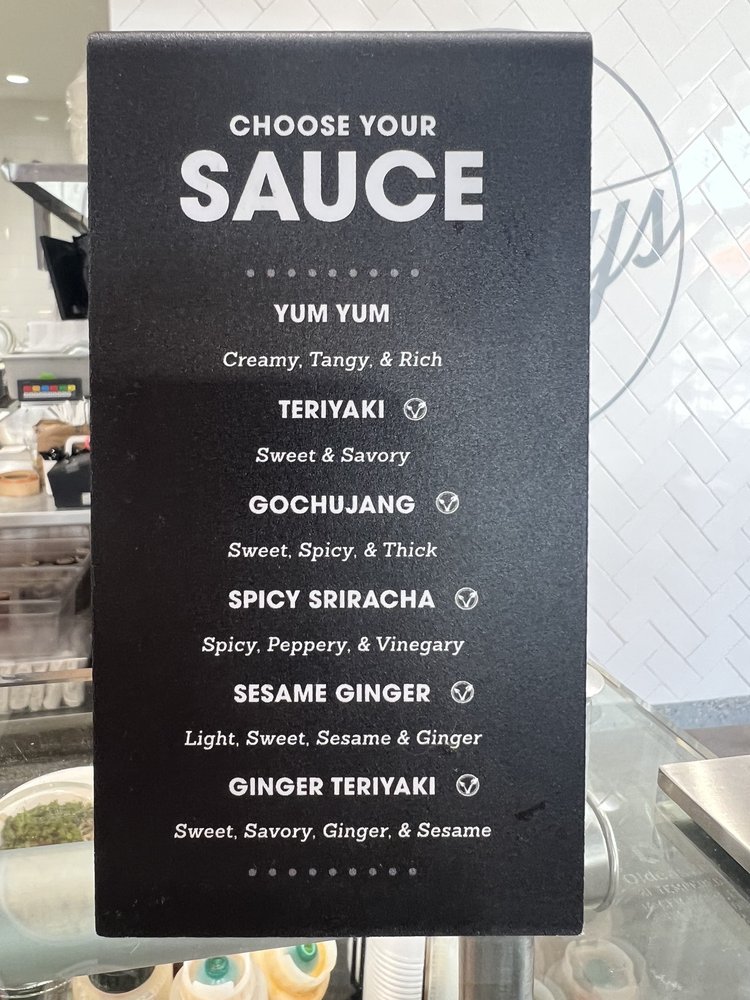 CHOOSE YOUR
SAUCE
YUM YUM
Creamy, Tangy, & Rich
TERIYAKI
Sweet & Savory
GOCHUJANG
Sweet, Spicy, & Thick
SPICY SRIRACHA
Spicy, Peppery, & Vinegary
SESAME GINGER
Light, Sweet, Sesame & Ginger
GINGER TERIYAKI
Sweet, Savory, Ginger, & Sesame